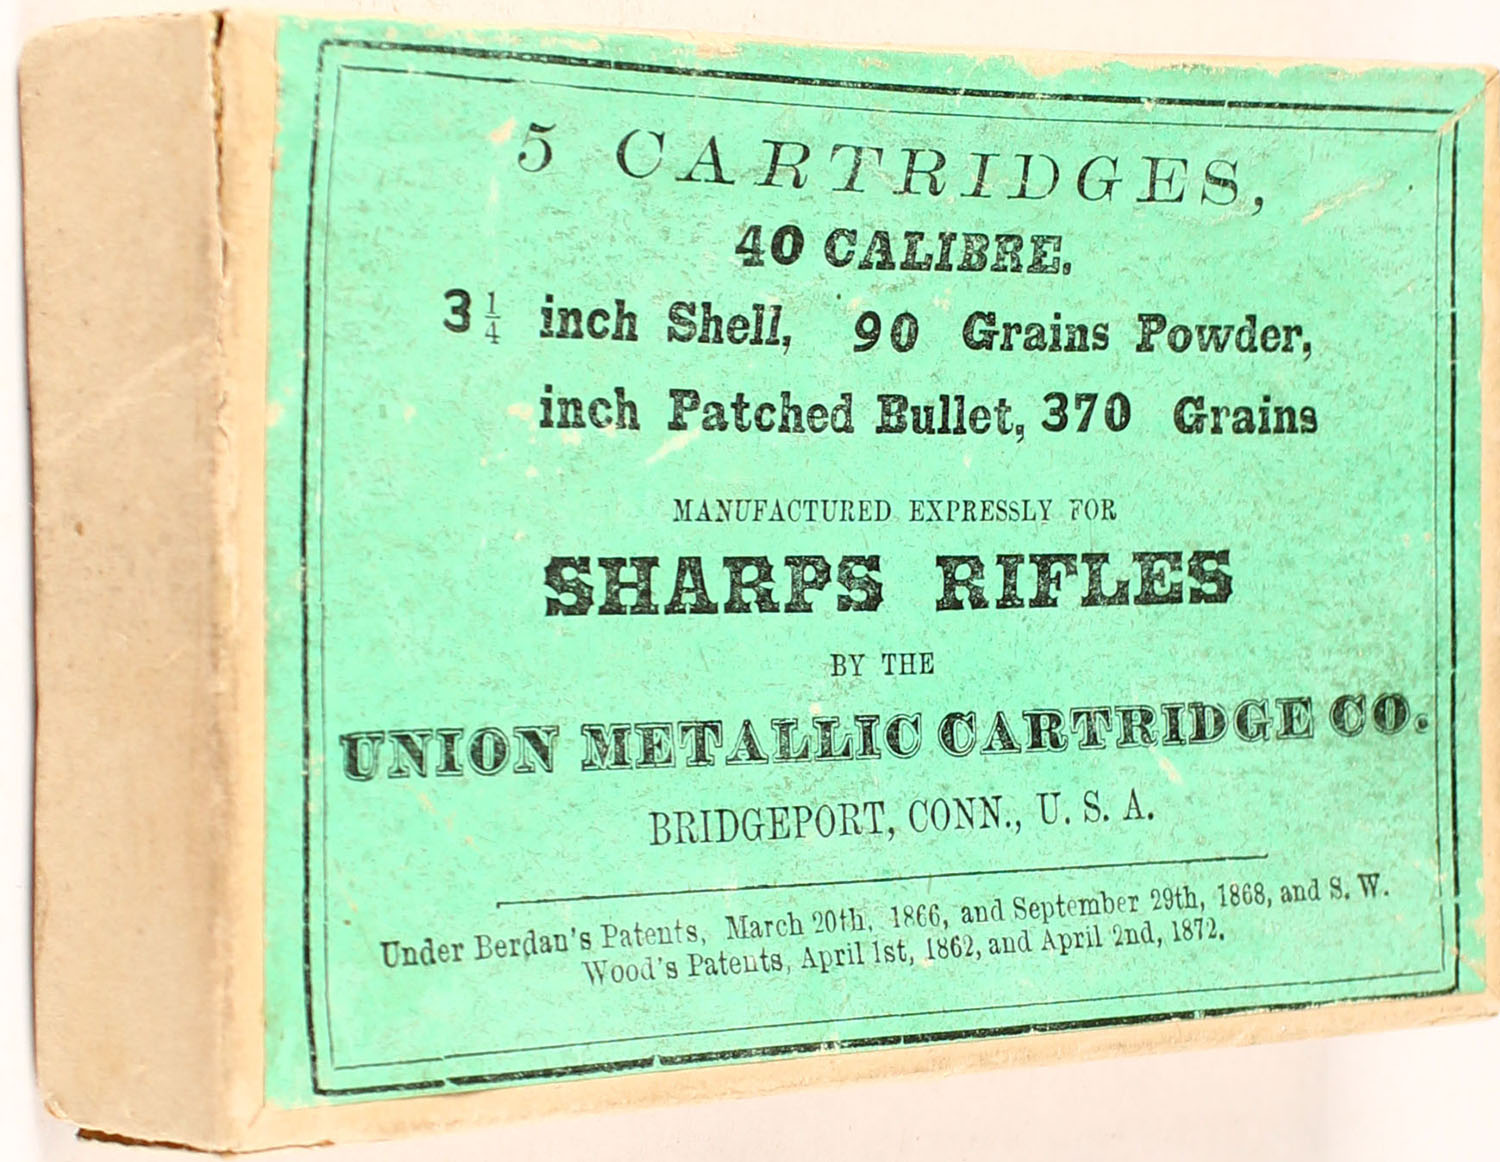 5 CARTRIDGES,
40 CALIBRE.
3 1/4 inch Shell, 90 Grains Powder,
inch Patched Bullet, 370 Grains
MANUFACTURED EXPRESSLY FOR
SHARPS RIFLES
BY THE
UNION METALLIC CARTRIDGE CO.
BRIDGEPORT, CONN., U. S. A.
Under Berdan's Patents, March 20th, 1866, and September 29th, 1868, and S. W.
Wood's Patents, April 1st, 1862, and April 2nd, 1872.